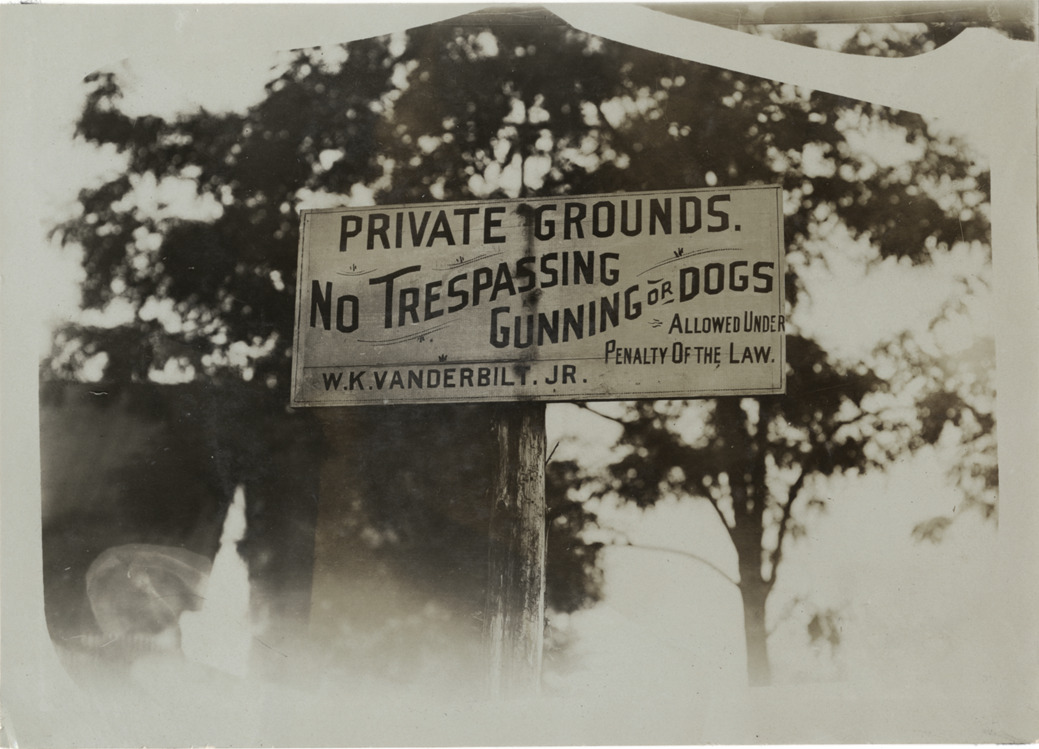 PRIVATE GROUNDS.
NO TRESPASSING
GUNNING OR DOGS
ALLOWED UNDER
PENALTY OF THE LAW.
W.K.VANDERBILT.JR.